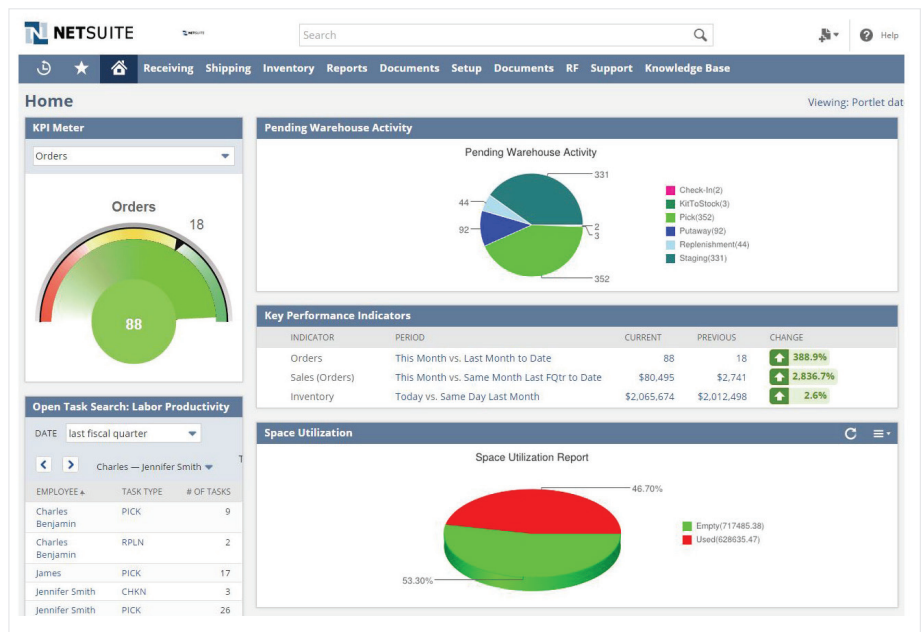 NETSUITE
Search
Help
Receiving Shipping Inventory Reports Documents Setup Documents RF Support Knowledge Base
Home
Viewing: Portlet dat
KPI Meter
Orders
Orders
18
88
Pending Warehouse Activity
Pending Warehouse Activity
331
44
92
2
3
352
Check-In(2)
KitToStock(3)
Pick(352)
Putaway(92)
Replenishment(44)
Staging(331)
Key Performance Indicators
INDICATOR PERIOD CURRENT PREVIOUS CHANGE
Orders This Month vs. Last Month to Date 88 18 388.9%
Sales (Orders) This Month vs. Same Month Last FQtr to Date $80,495 $2,741 2,836.7%
Inventory Today vs. Same Day Last Month $2,065,674 $2,012,498 2.6%
Open Task Search: Labor Productivity
DATE last fiscal quarter
Charles — Jennifer Smith T
EMPLOYEE TASK TYPE # OF TASKS
Charles Benjamin PICK 9
Charles Benjamin RPLN 2
James PICK 17
Jennifer Smith CHKN 3
Jennifer Smith PICK 26
Space Utilization
Space Utilization Report
46.70%
53.30%
Empty(717485.38)
Used(628635.47)